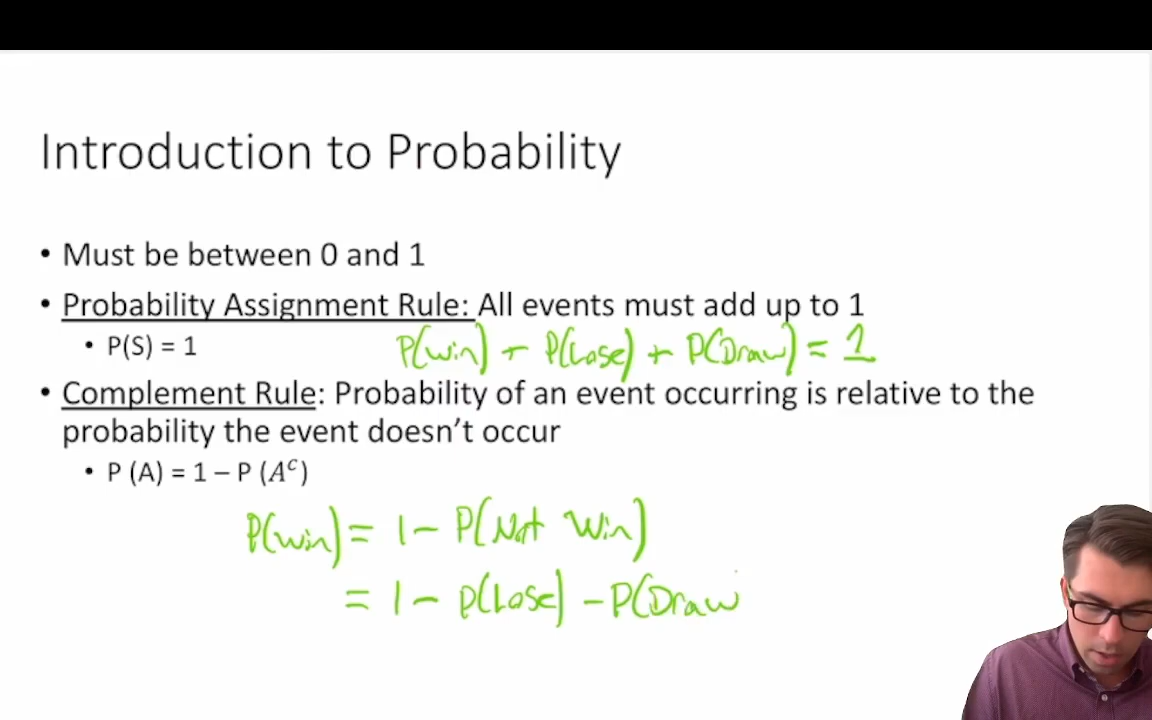 Introduction to Probability
• Must be between 0 and 1
• Probability Assignment Rule: All events must add up to 1
• P(S) = 1
P(Win) + P(Lose) + P(Draw) = 1
• Complement Rule: Probability of an event occurring is relative to the
probability the event doesn't occur
• P (A) = 1 – P (Aᶜ)
P(Win) = 1 - P(Not Win)
= 1 - P(Lose) - P(Draw